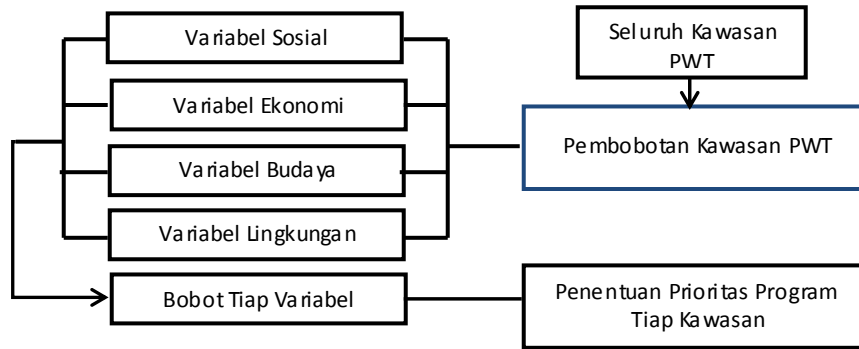 Variabel Sosial
Variabel Ekonomi
Variabel Budaya
Variabel Lingkungan
Bobot Tiap Variabel
Seluruh Kawasan
PWT
Pembobotan Kawasan PWT
Penentuan Prioritas Program
Tiap Kawasan